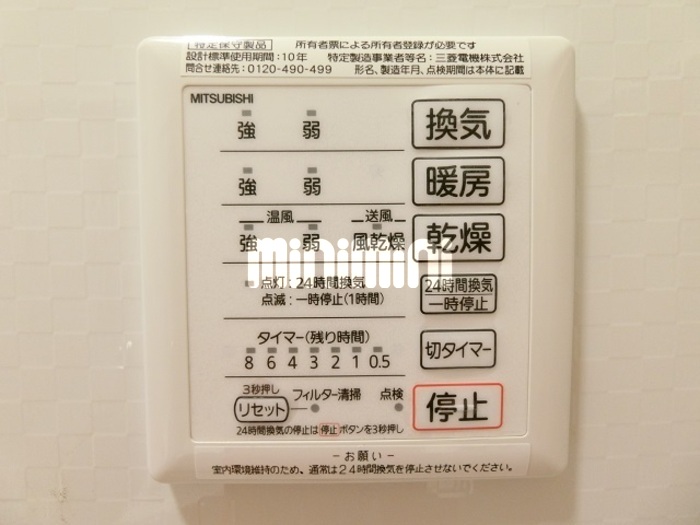 特定保守製品 所有者票による所有者登録が必要です
設計標準使用期間:10年 特定製造事業者等名:三菱電機株式会社
問合せ連絡先:0120-490-499 形名、製造年月、点検期間は本体に記載
MITSUBISHI
強 弱 換気
強 弱 暖房
温風 送風
強 弱 風乾燥 乾燥
minimini
点灯:24時間換気
点滅:一時停止(1時間)
24時間換気
一時停止
タイマー(残り時間)
8 6 4 3 2 1 0.5
切タイマー
3秒押し
リセット フィルター清掃 点検 停止
24時間換気の停止は停止ボタンを3秒押し
-お願い-
室内環境維持のため、通常は24時間換気を停止させないでください。